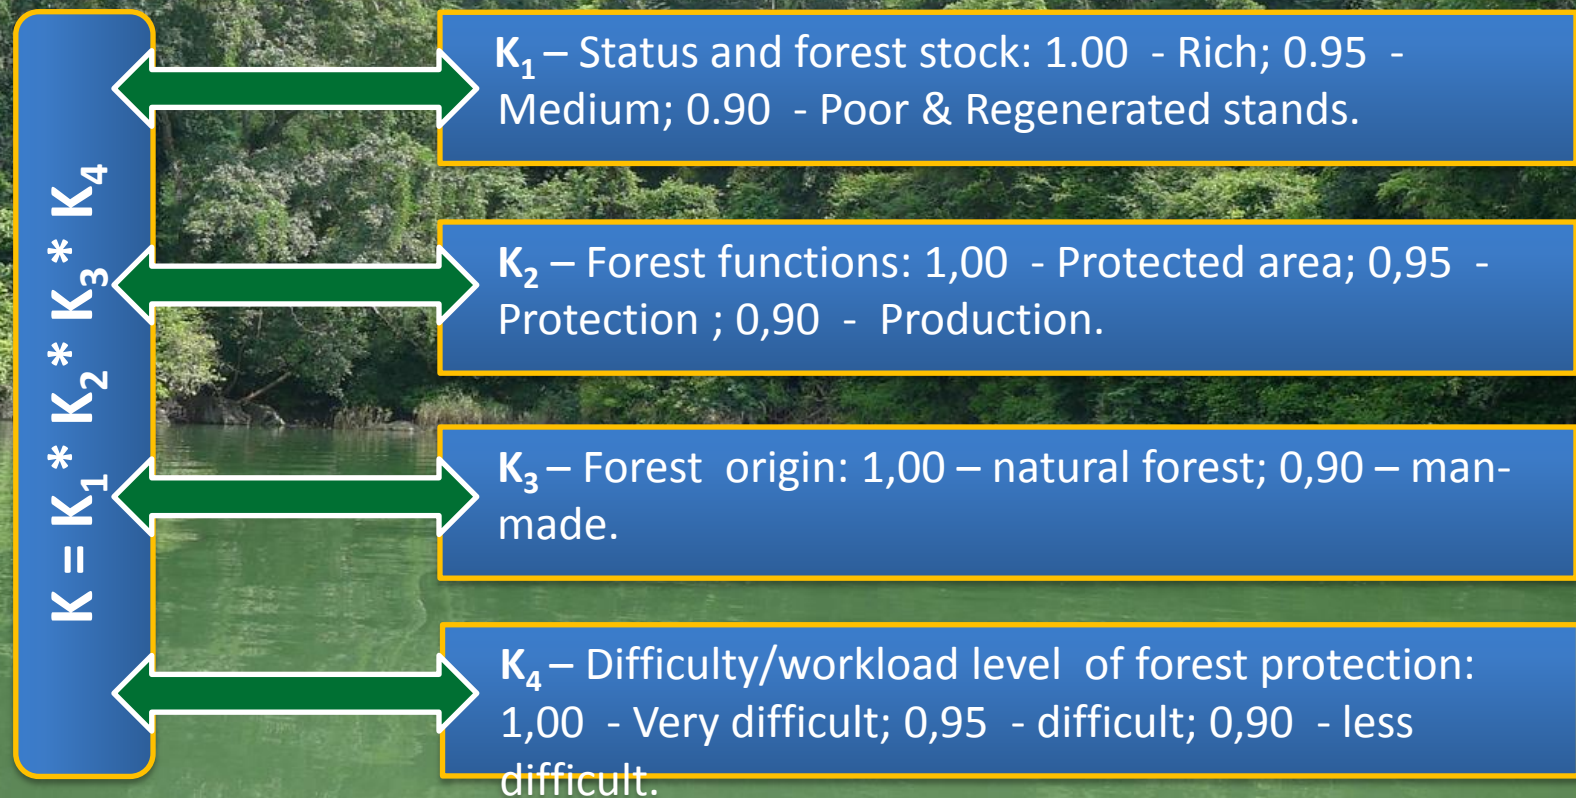 K = K₁* K₂* K₃* K₄
K₁ – Status and forest stock: 1.00 - Rich; 0.95 -
Medium; 0.90 - Poor & Regenerated stands.
K₂ – Forest functions: 1,00 - Protected area; 0,95 -
Protection ; 0,90 - Production.
K₃ – Forest origin: 1,00 – natural forest; 0,90 – man-
made.
K₄ – Difficulty/workload level of forest protection:
1,00 - Very difficult; 0,95 - difficult; 0,90 - less
difficult.